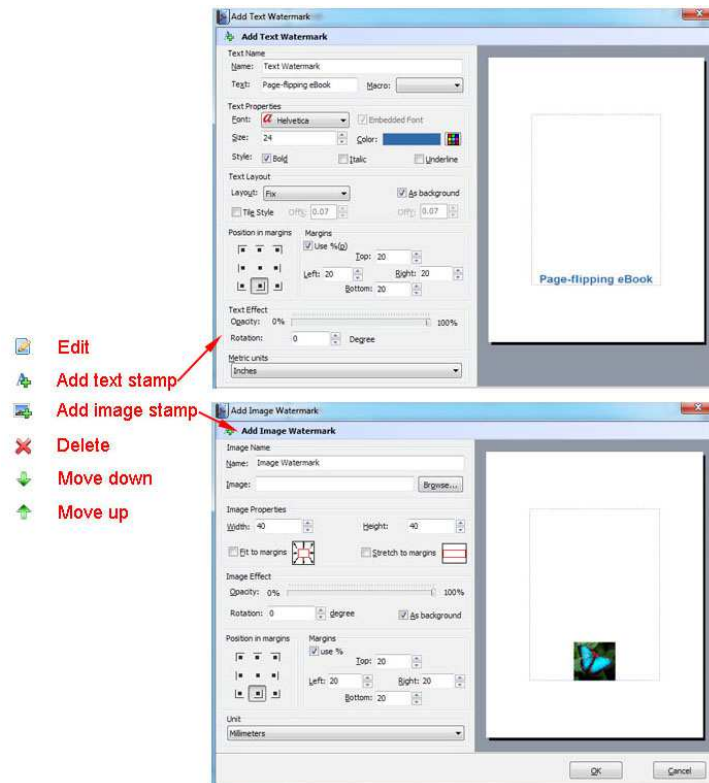 Add Text Watermark
Add Text Watermark
Text Name
Name: Text Watermark
Text: Page-flipping eBook Macro:
Text Properties
Font: a Helvetica Embedded Font
Size: 24 Color:
Style: Bold Italic Underline
Text Layout
Layout: Fix As background
Tile Style OffX: 0.07 OffY: 0.07
Position in margins Margins
Use %(p)
Top: 20
Left: 20 Right: 20
Bottom: 20
Page-flipping eBook
Text Effect
Opacity: 0% 100%
Rotation: 0 Degree
Metric units
Inches
Edit
Add text stamp
Add image stamp
Delete
Move down
Move up
Add Image Watermark
Add Image Watermark
Image Name
Name: Image Watermark
Image: Browse...
Image Properties
Width: 40 Height: 40
Fit to margins Stretch to margins
Image Effect
Opacity: 0% 100%
Rotation: 0 degree As background
Position in margins Margins
use %
Top: 20
Left: 20 Right: 20
Bottom: 20
Unit
Millimeters
OK Cancel